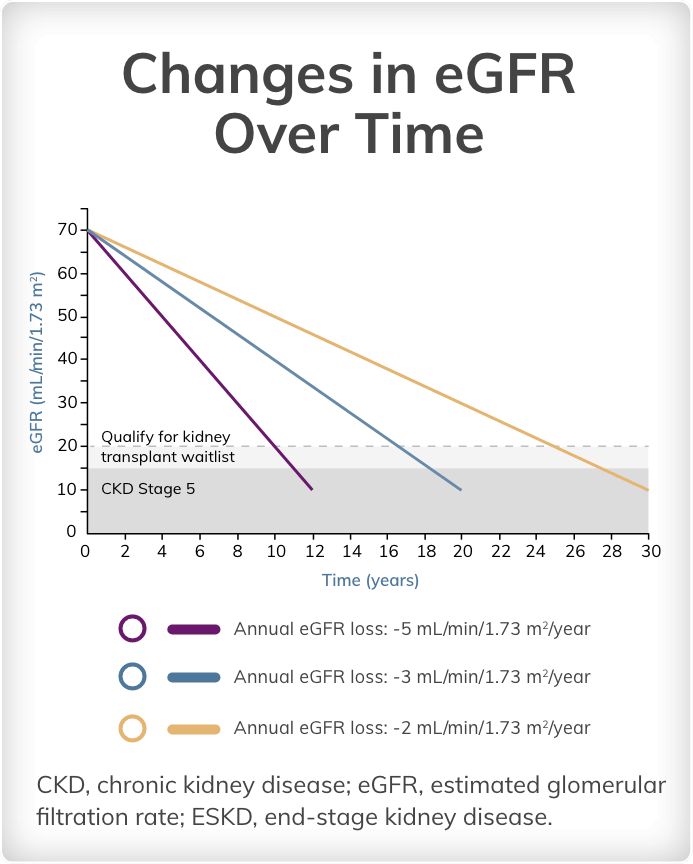 Changes in eGFR
Over Time
eGFR (mL/min/1.73 m²)
70
60
50
40
30
20
10
0
Qualify for kidney
transplant waitlist
CKD Stage 5
0 2 4 6 8 10 12 14 16 18 20 22 24 26 28 30
Time (years)
Annual eGFR loss: -5 mL/min/1.73 m²/year
Annual eGFR loss: -3 mL/min/1.73 m²/year
Annual eGFR loss: -2 mL/min/1.73 m²/year
CKD, chronic kidney disease; eGFR, estimated glomerular
filtration rate; ESKD, end-stage kidney disease.